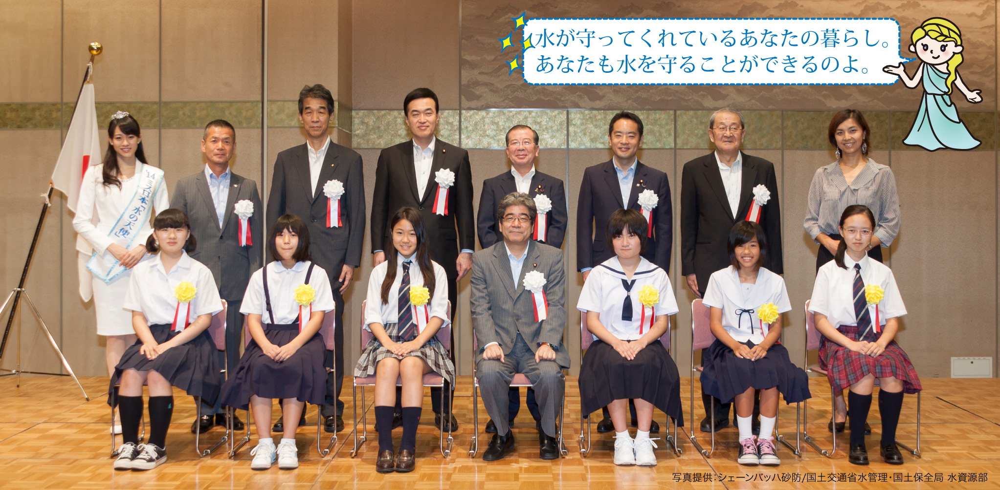 水が守ってくれているあなたの暮らし。
あなたも水を守ることができるのよ。
'14ミス日本「水の天使」
写真提供：シェーンバッハ砂防/国土交通省水管理・国土保全局 水資源部